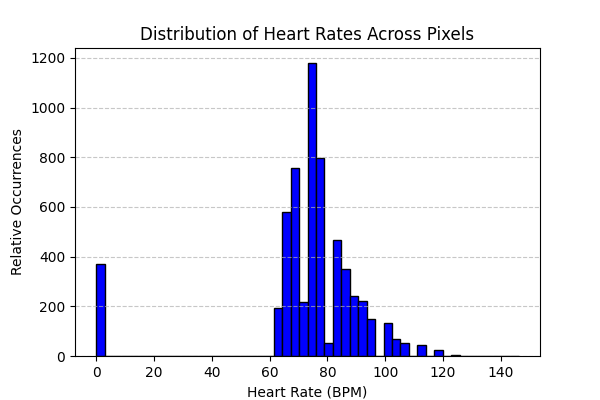 Distribution of Heart Rates Across Pixels
1200
1000
800
600
400
200
0
Relative Occurrences
0 20 40 60 80 100 120 140
Heart Rate (BPM)